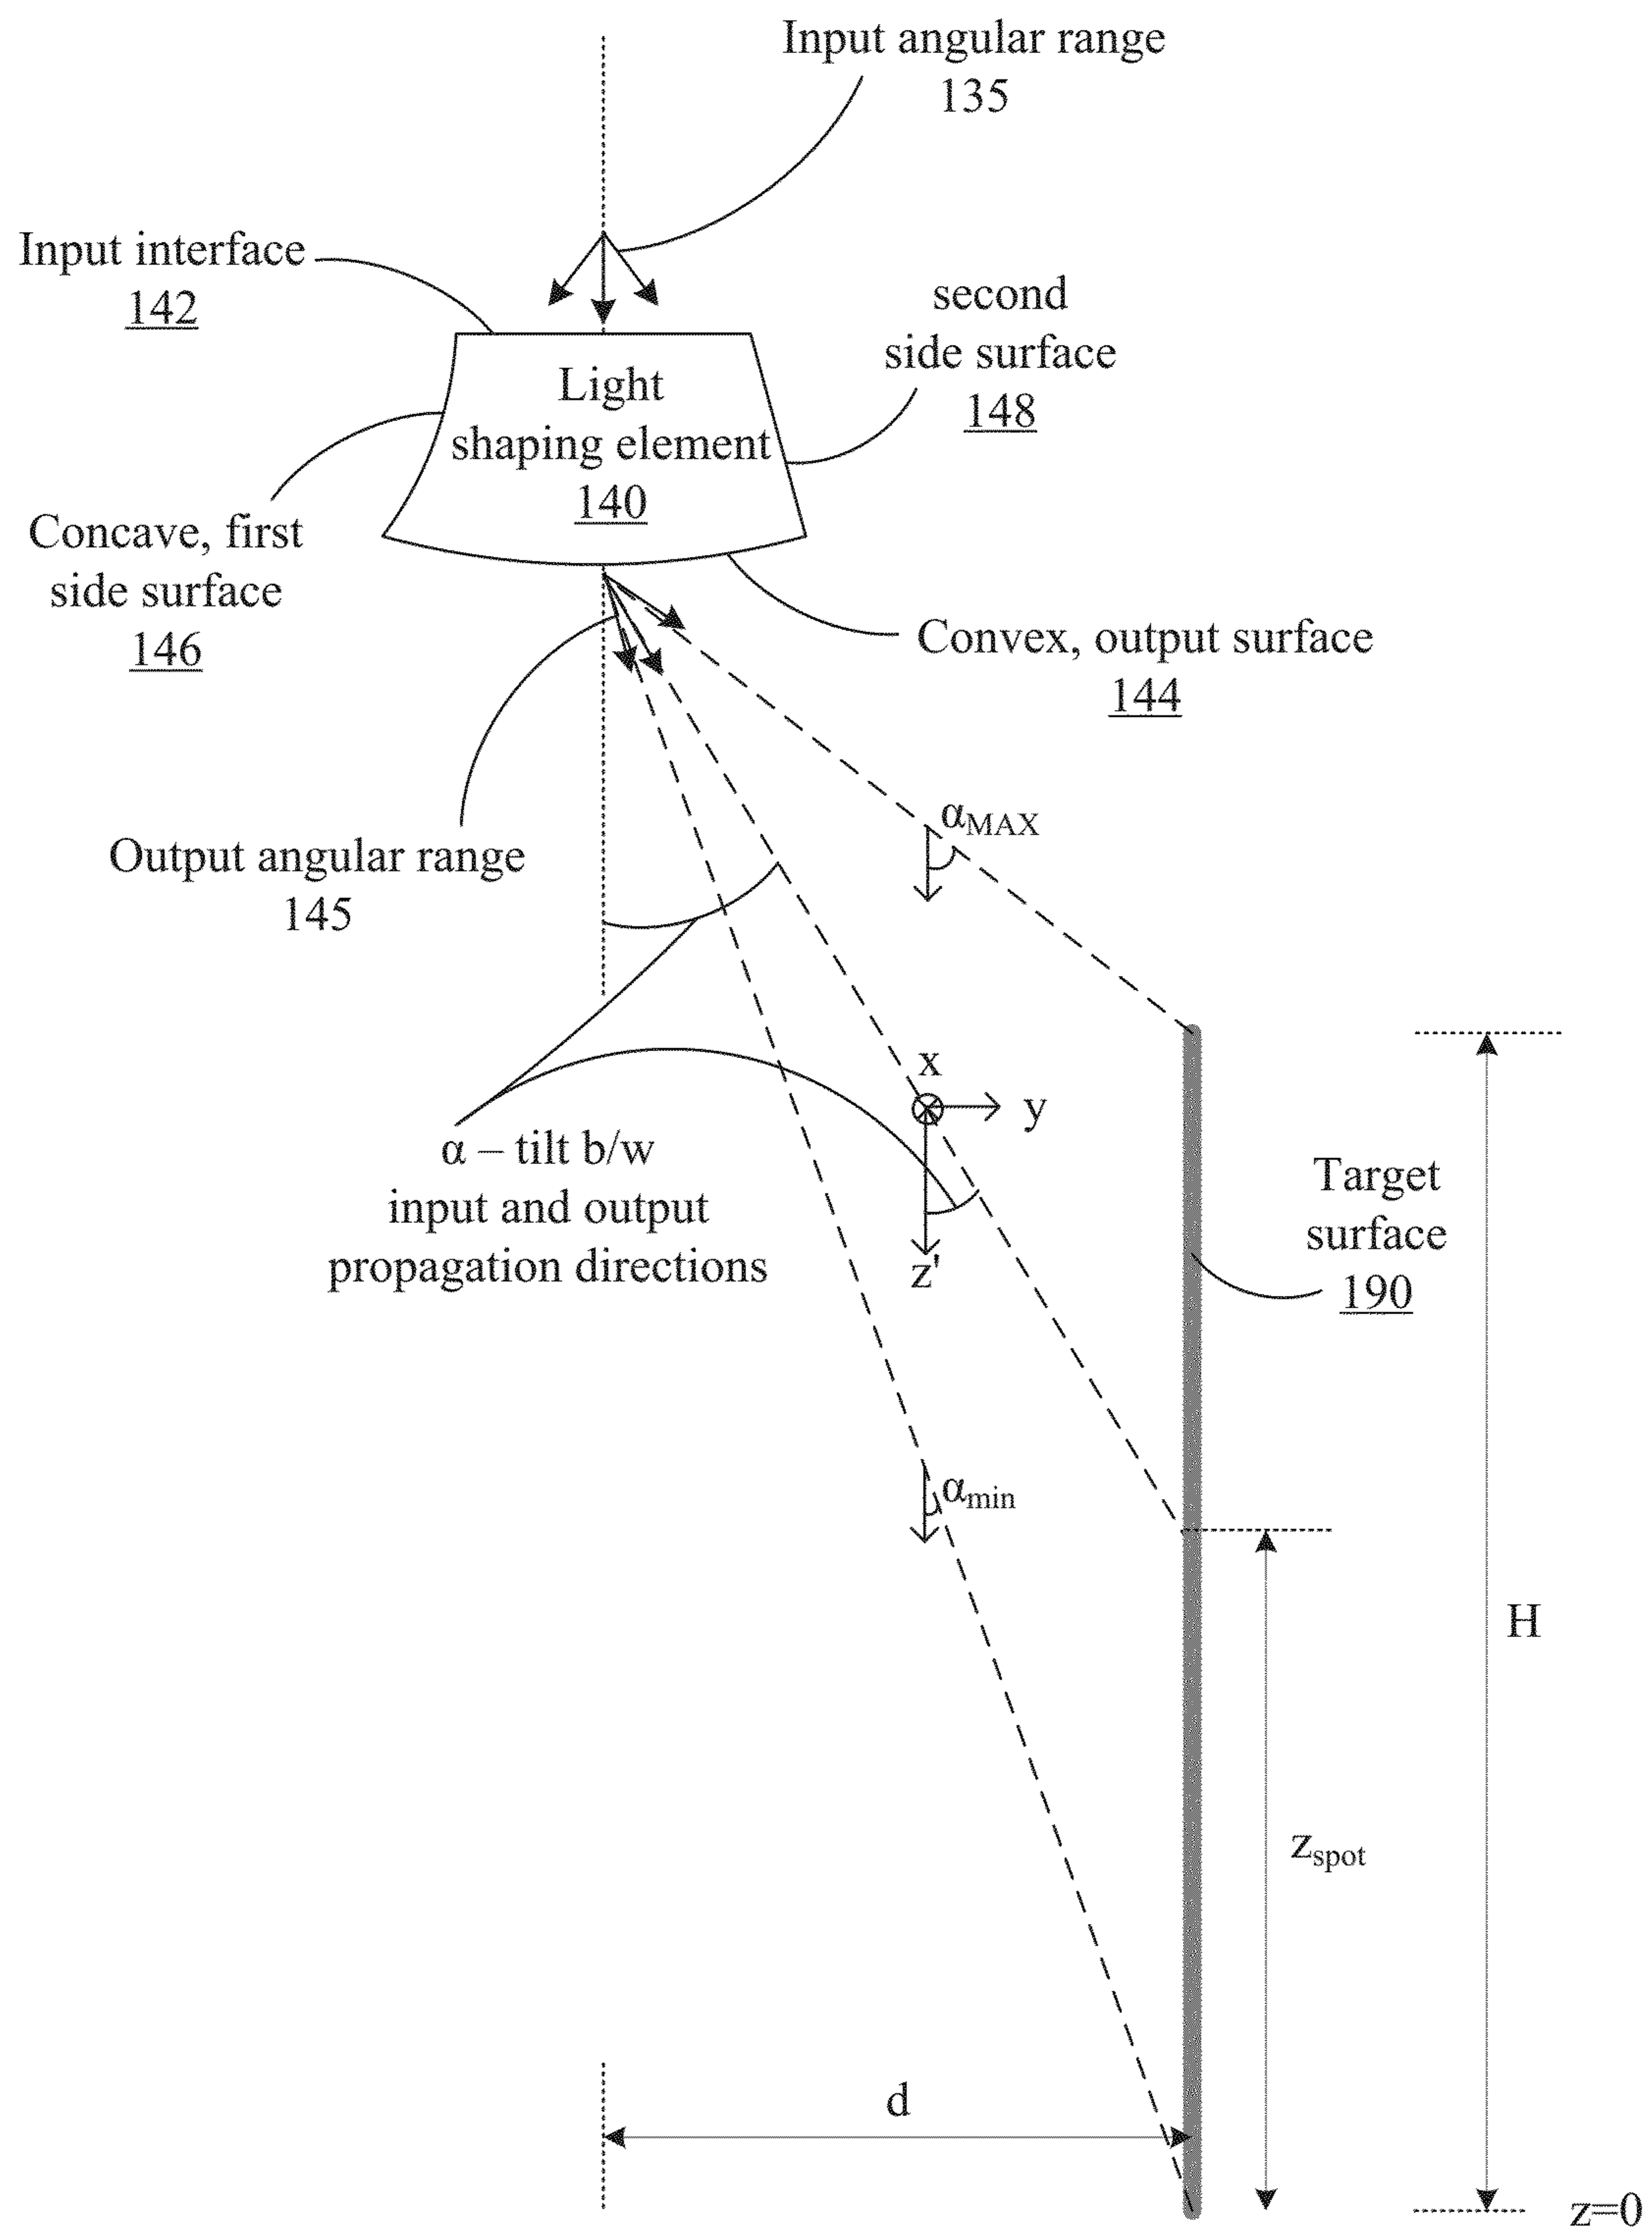 Input angular range
135
Input interface
142
second
side surface
148
Light
shaping element
140
Concave, first
side surface
146
Convex, output surface
144
αMAX
Output angular range
145
x
y
z'
α – tilt b/w
input and output
propagation directions
Target
surface
190
αmin
H
zspot
d
z=0